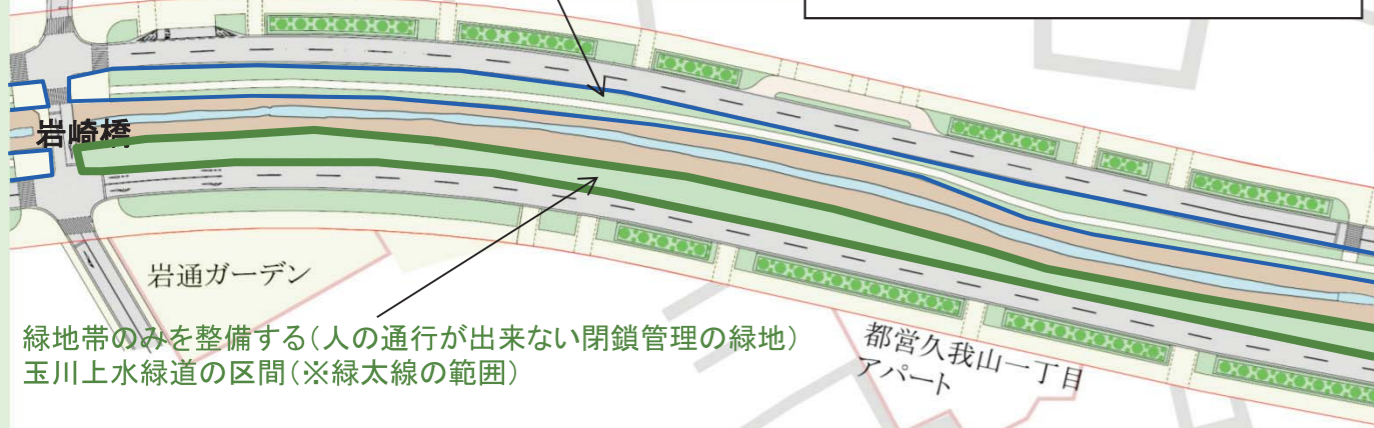 岩崎橋
岩通ガーデン
緑地帯のみを整備する(人の通行が出来ない閉鎖管理の緑地)
玉川上水緑道の区間(※緑太線の範囲)
都営久我山一丁目
アパート